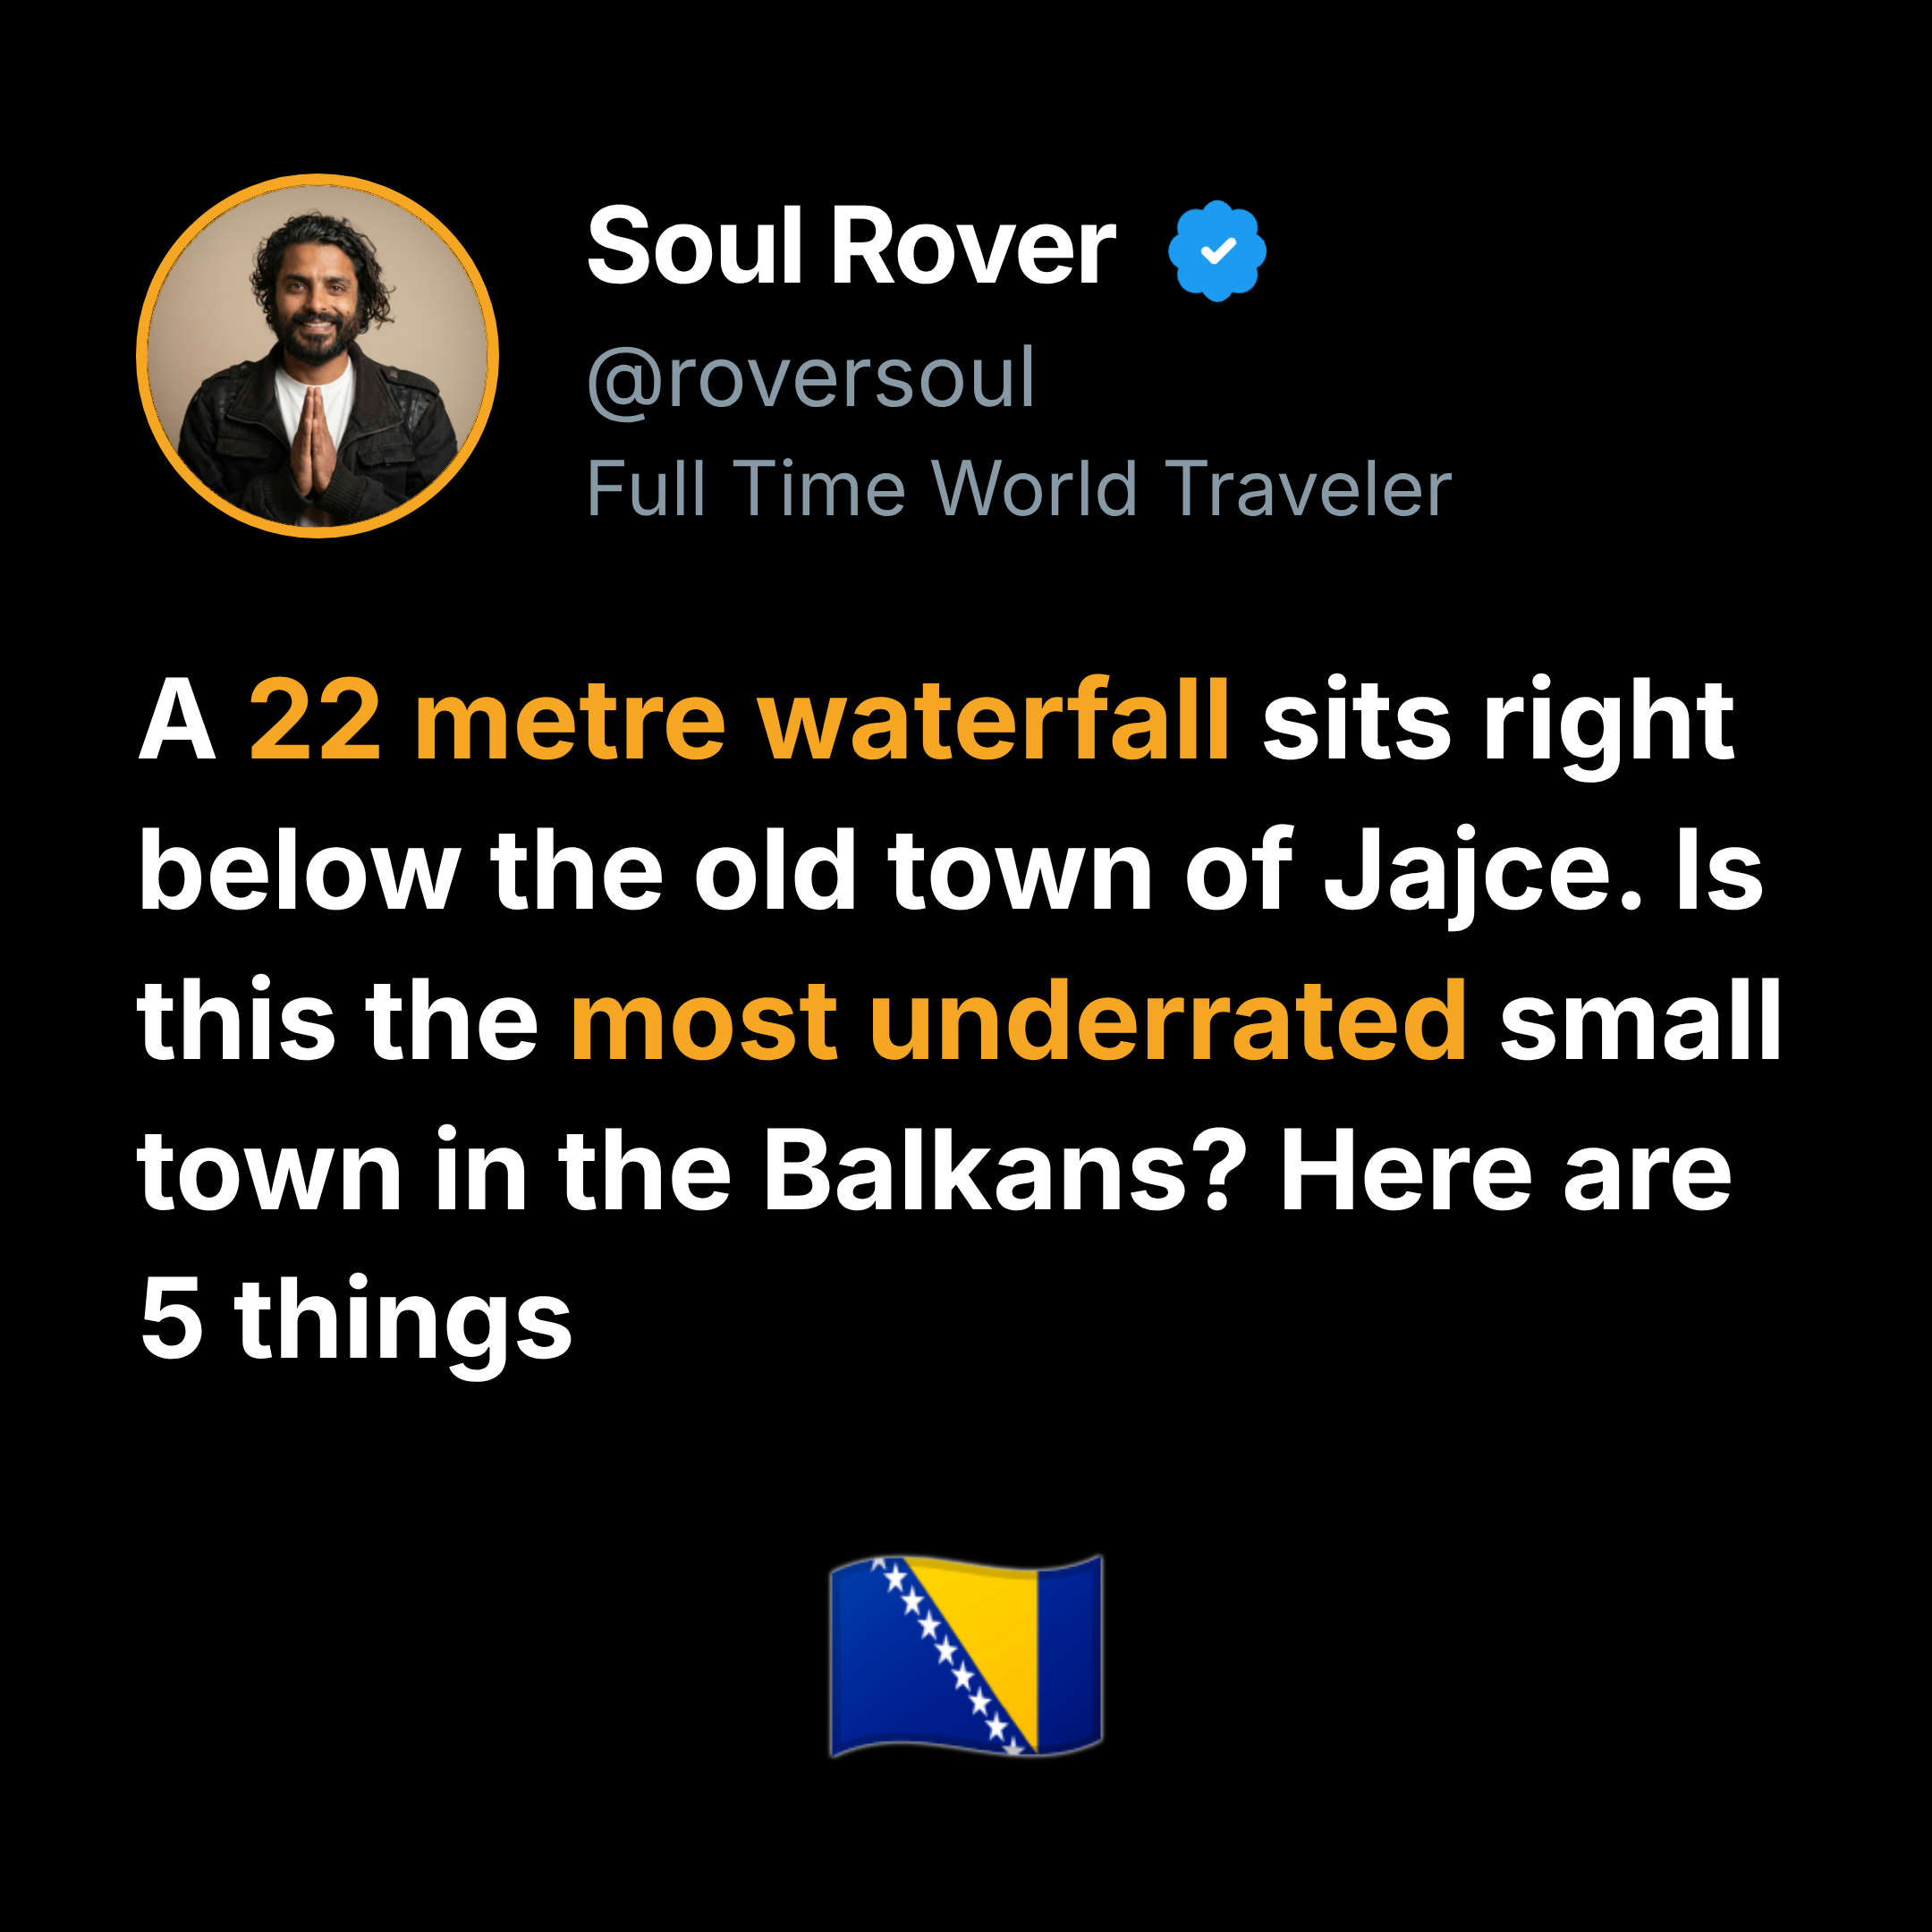 Soul Rover
@roversoul
Full Time World Traveler
A 22 metre waterfall sits right
below the old town of Jajce. Is
this the most underrated small
town in the Balkans? Here are
5 things